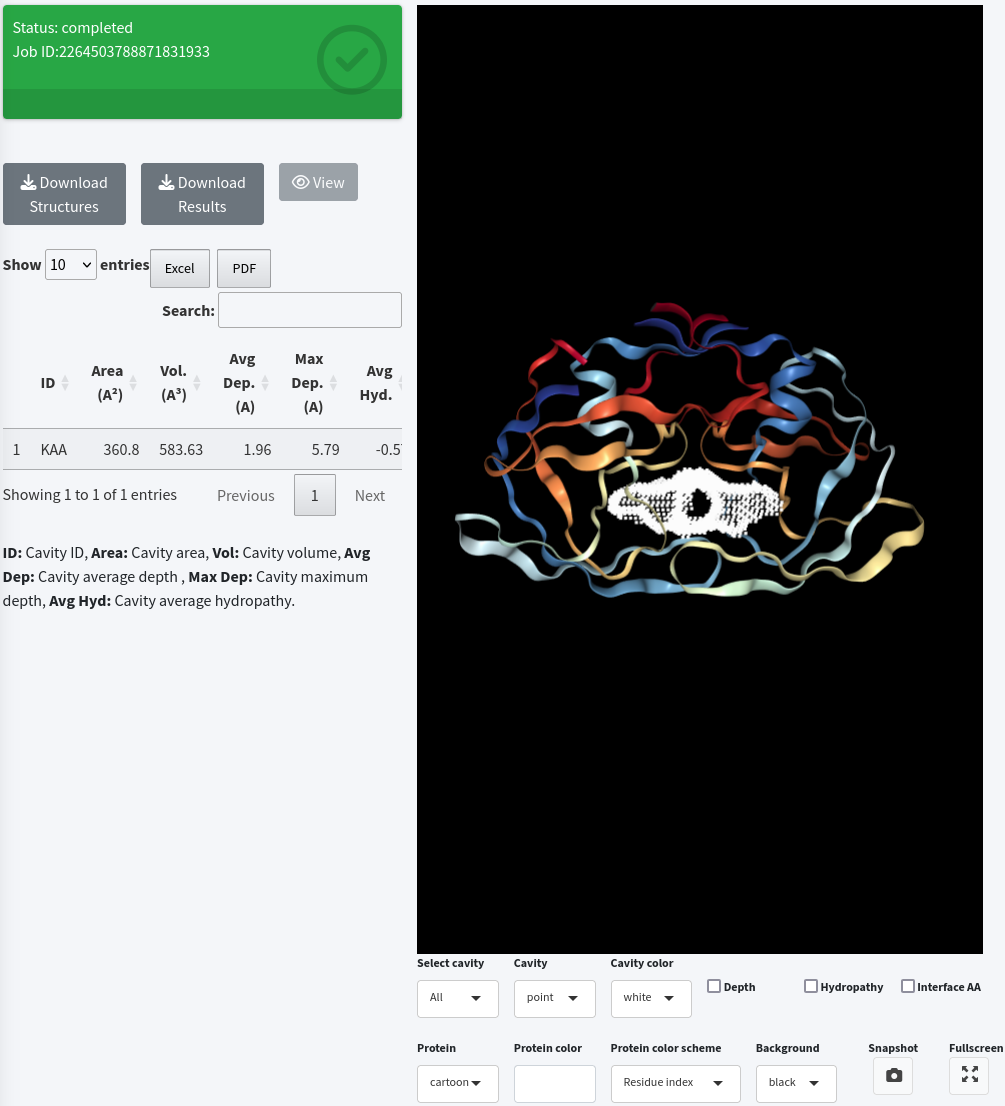 Status: completed
Job ID:2264503788871831933
Download Structures
Download Results
View
Show 10 entries
Excel
PDF
Search:
ID
Area (A²)
Vol. (A³)
Avg Dep. (A)
Max Dep. (A)
Avg Hyd.
1 KAA 360.8 583.63 1.96 5.79
Showing 1 to 1 of 1 entries
Previous 1 Next
ID: Cavity ID, Area: Cavity area, Vol: Cavity volume, Avg
Dep: Cavity average depth , Max Dep: Cavity maximum
depth, Avg Hyd: Cavity average hydropathy.
Select cavity Cavity Cavity color
All point white Depth Hydropathy Interface AA
Protein Protein color Protein color scheme Background Snapshot Fullscreen
cartoon Residue index black